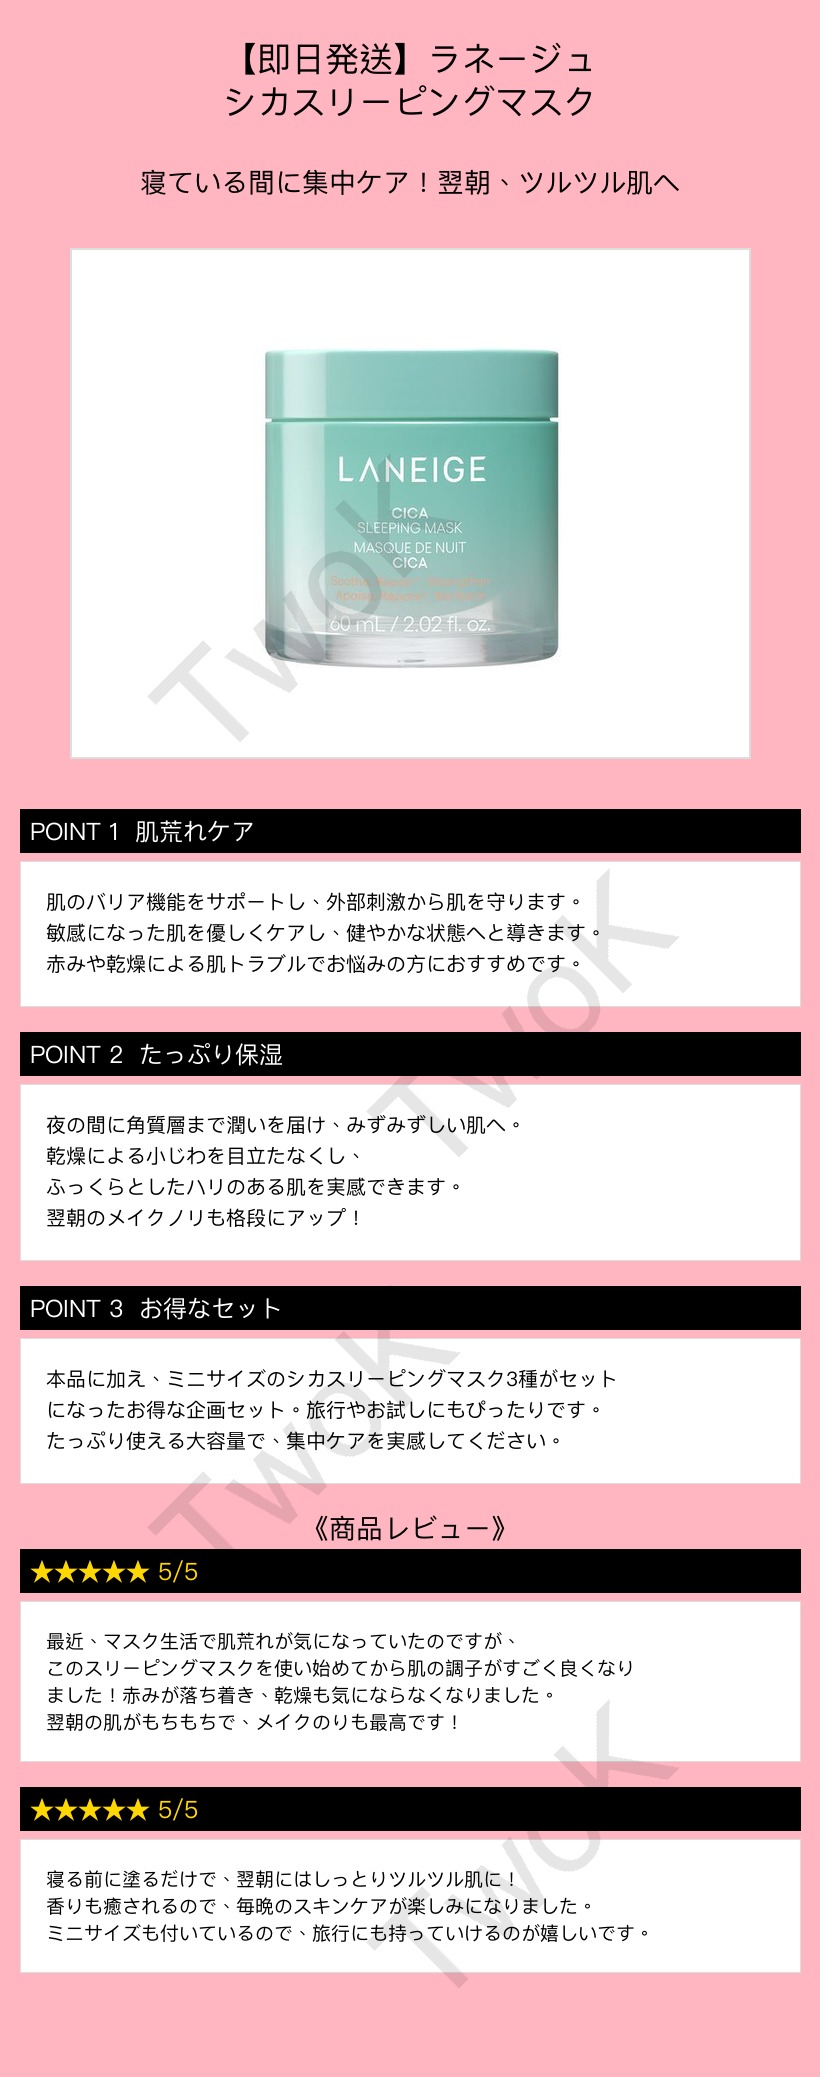 【即日発送】ラネージュ
シカスリーピングマスク
寝ている間に集中ケア！翌朝、ツルツル肌へ
LANEIGE
CICA
SLEEPING MASK
MASQUE DE NUIT
CICA
60 mL / 2.02 fl. oz.
TwoK
POINT 1 肌荒れケア
肌のバリア機能をサポートし、外部刺激から肌を守ります。
敏感になった肌を優しくケアし、健やかな状態へと導きます。
赤みや乾燥による肌トラブルでお悩みの方におすすめです。
TwoK
POINT 2 たっぷり保湿
夜の間に角質層まで潤いを届け、みずみずしい肌へ。
乾燥による小じわを目立たなくし、
ふっくらとしたハリのある肌を実感できます。
翌朝のメイクノリも格段にアップ！
POINT 3 お得なセット
本品に加え、ミニサイズのシカスリーピングマスク3種がセット
になったお得な企画セット。旅行やお試しにもぴったりです。
たっぷり使える大容量で、集中ケアを実感してください。
TwoK
《商品レビュー》
★★★★★ 5/5
最近、マスク生活で肌荒れが気になっていたのですが、
このスリーピングマスクを使い始めてから肌の調子がすごく良くなり
ました！赤みが落ち着き、乾燥も気にならなくなりました。
翌朝の肌がもちもちで、メイクのりも最高です！
★★★★★ 5/5
寝る前に塗るだけで、翌朝にはしっとりツルツル肌に！
香りも癒されるので、毎晩のスキンケアが楽しみになりました。
ミニサイズも付いているので、旅行にも持っていけるのが嬉しいです。
TwoK